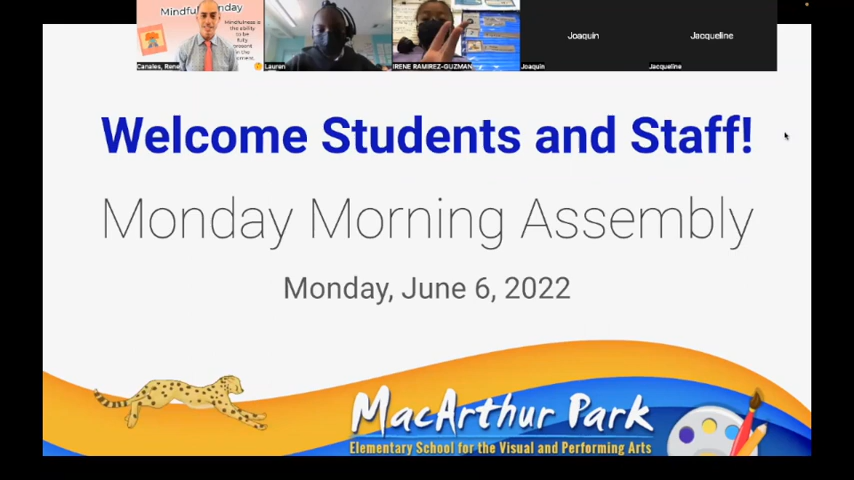 Mindful Monday
Mindfulness is
the ability
to be
fully
present
in the
Canales, Rene
Lauren
IRENE RAMIREZ-GUZMAN
Joaquin
Joaquin
Jacqueline
Jacqueline
Welcome Students and Staff!
Monday Morning Assembly
Monday, June 6, 2022
MacArthur Park
Elementary School for the Visual and Performing Arts